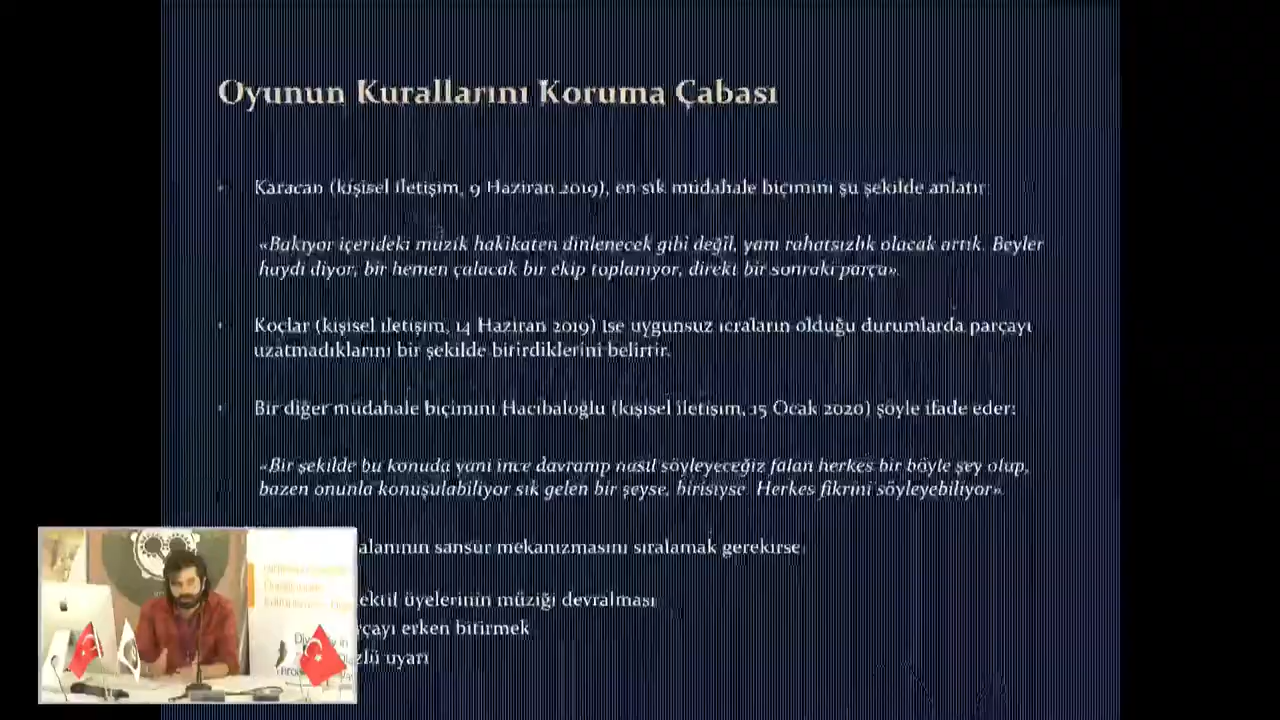 Oyunun Kurallarını Koruma Çabası
Karacan (kişisel iletişim, 9 Haziran 2019), en sık müdahale biçimini şu şekilde anlatır:
«Bakıyor içerideki müzik hakikaten dinlenecek gibi değil, yani rahatsızlık olacak artık. Beyler
haydi diyor, bir hemen çalacak bir ekip toplanıyor, direkt bir sonraki parça».
Koçlar (kişisel iletişim, 14 Haziran 2019) ise uygunsuz icraların olduğu durumlarda parçayı
uzatmadıklarını bir şekilde birirdiklerini belirtir.
Bir diğer müdahale biçimini Hacıbaloğlu (kişisel iletişim, 15 Ocak 2020) şöyle ifade eder:
«Bir şekilde bu konuda yani ince davranıp nasıl söyleyeceğiz falan herkes bir böyle şey olup,
bazen onunla konuşulabiliyor sık gelen bir şeyse, birisiyse. Herkes fikrini söyleyebiliyor».
alanının sansür mekanizmasını sıralamak gerekirse;
ektif üyelerinin müziği devralması
çayı erken bitirmek
zlü uyarı